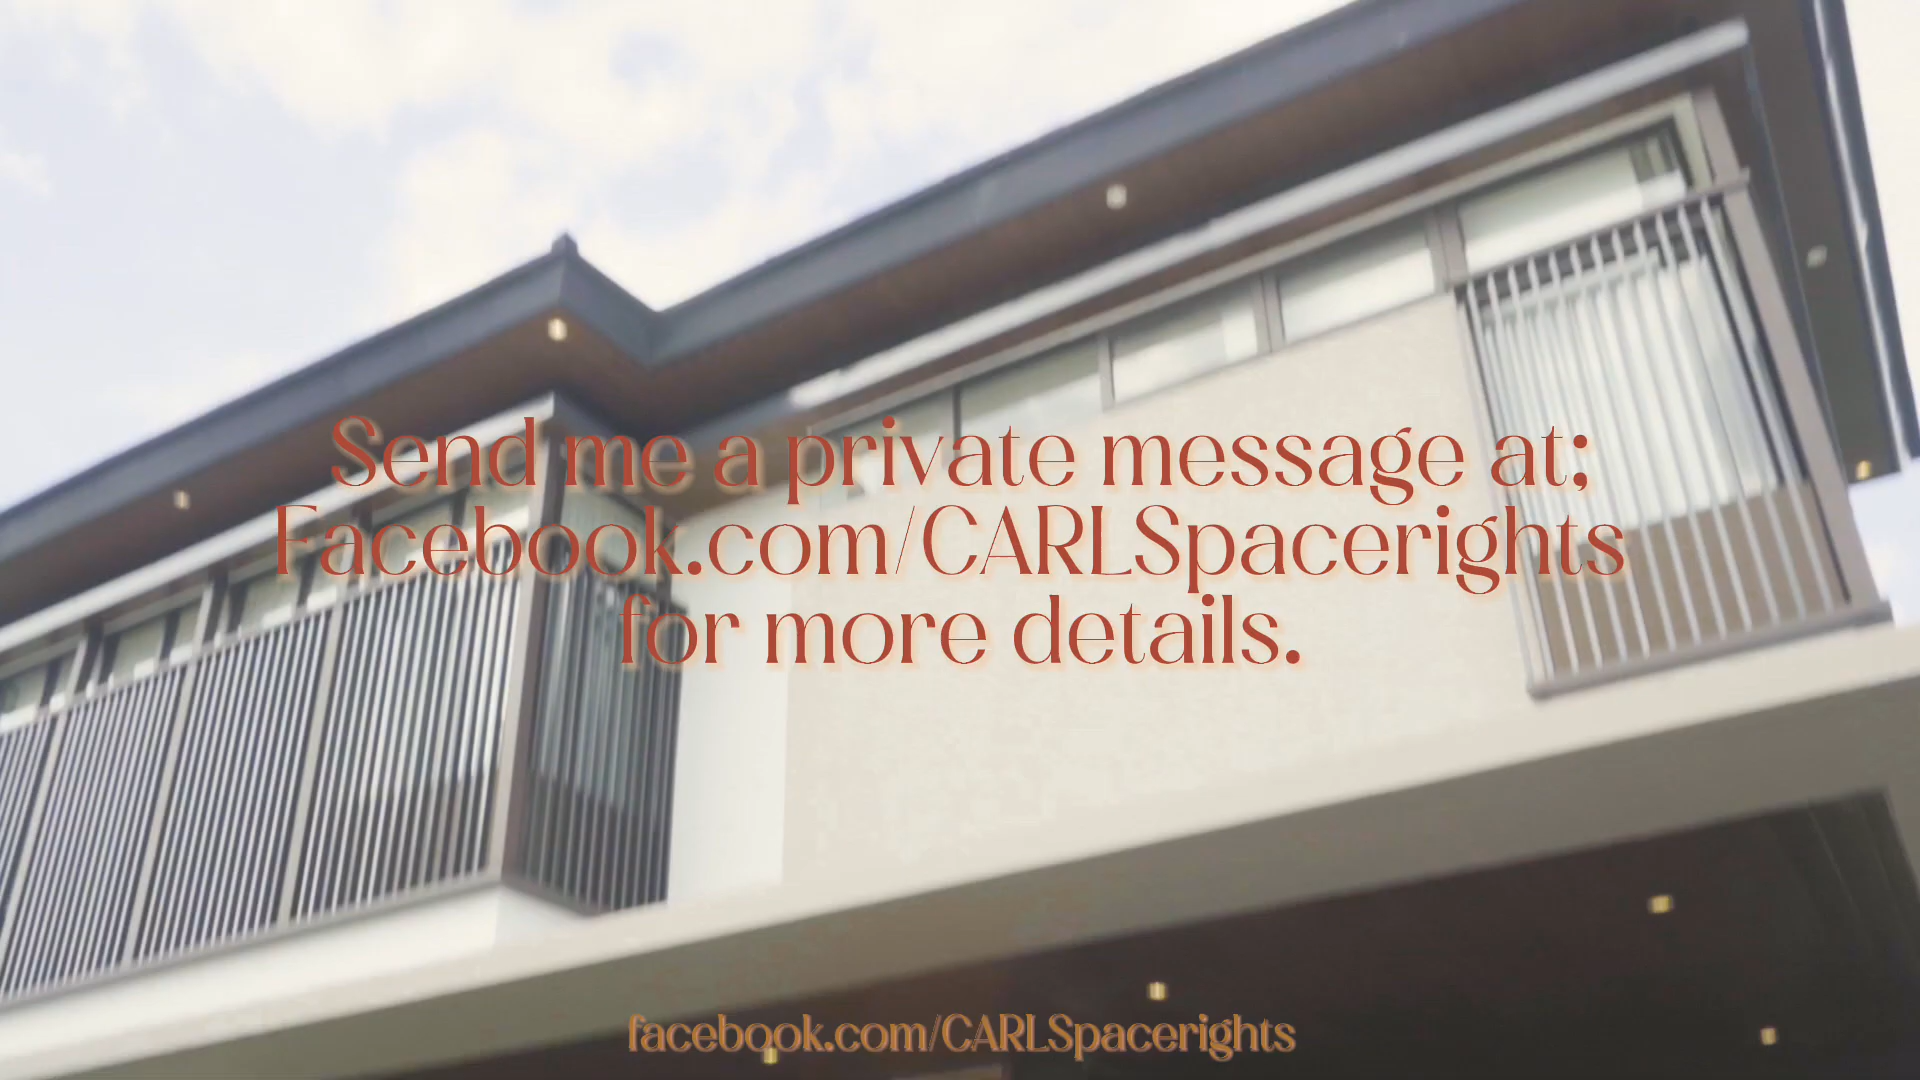 Send me a private message at;
Facebook.com/CARLSpacerights
for more details.
facebook.com/CARLSpacerights